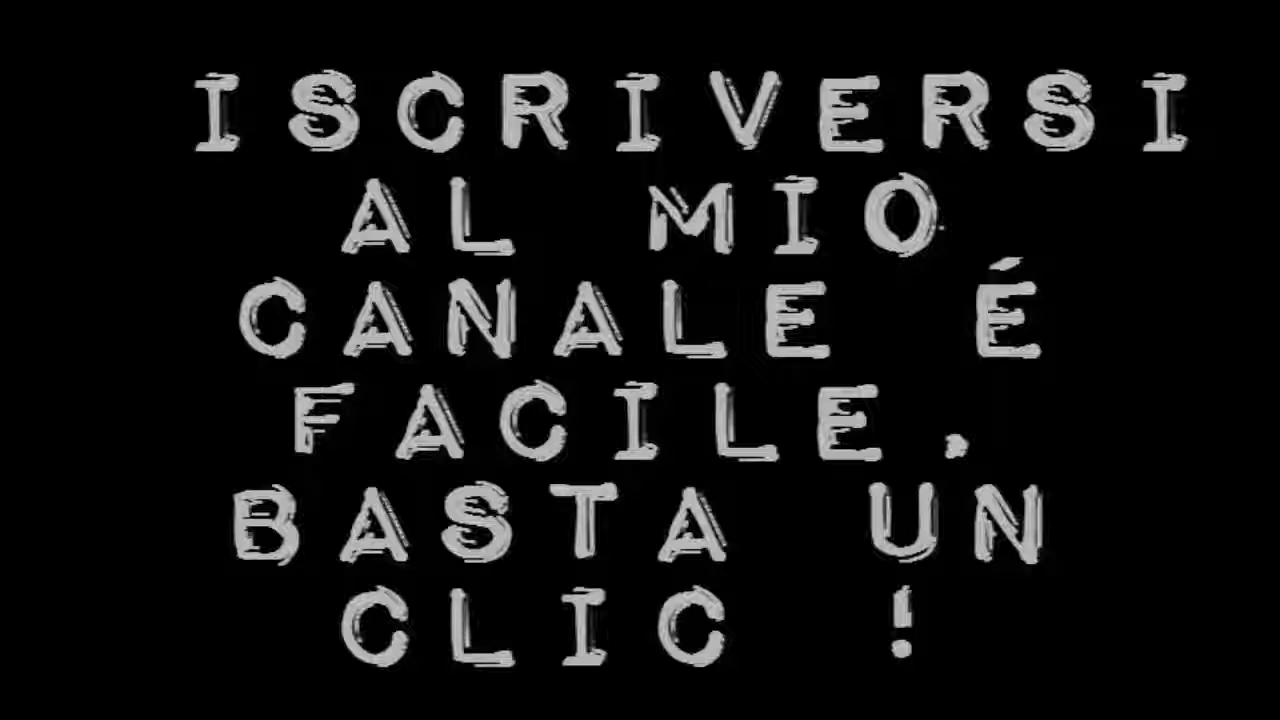 ISCRIVERSI
AL MIO
CANALE É
FACILE.
BASTA UN
CLIC !